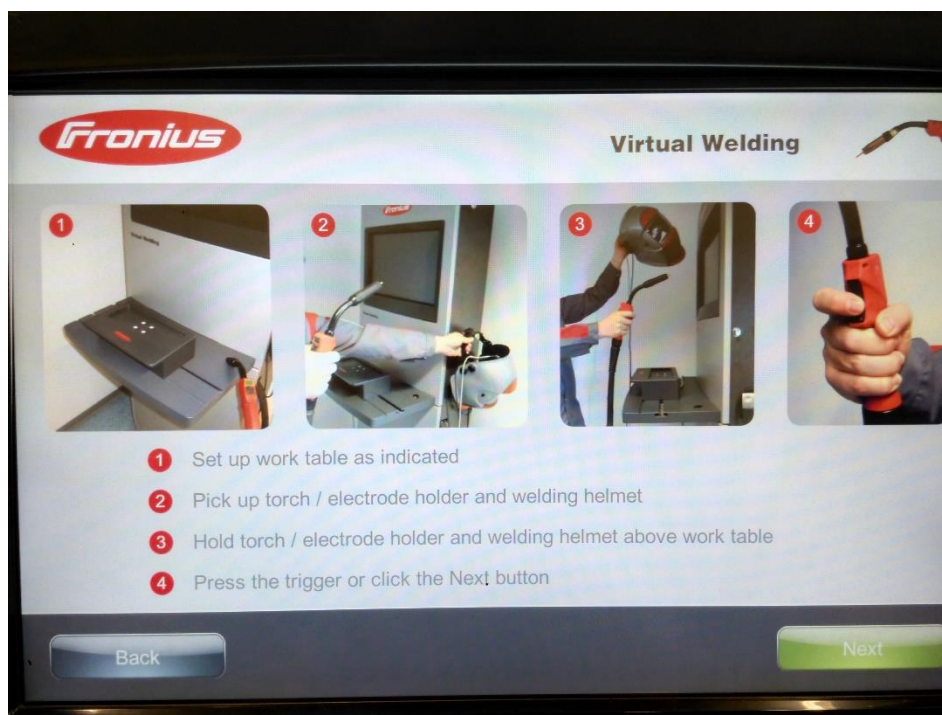 Fronius
Virtual Welding
1
2
3
4
1 Set up work table as indicated
2 Pick up torch / electrode holder and welding helmet
3 Hold torch / electrode holder and welding helmet above work table
4 Press the trigger or click the Next button
Back
Next